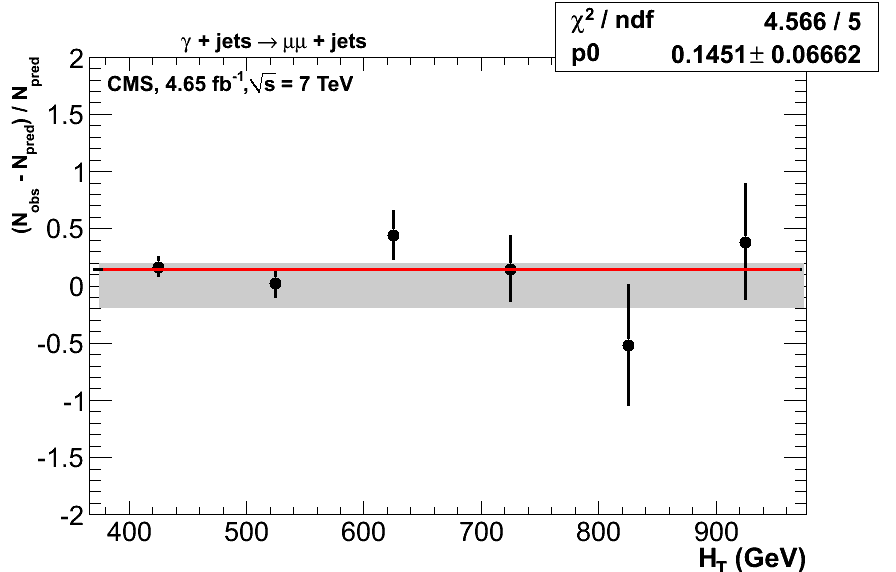 γ + jets → μμ + jets
χ² / ndf 4.566 / 5
p0 0.1451 ± 0.06662
CMS, 4.65 fb⁻¹, √s = 7 TeV
(N_obs - N_pred) / N_pred
2
1.5
1
0.5
0
-0.5
-1
-1.5
-2
400 500 600 700 800 900
H_T (GeV)